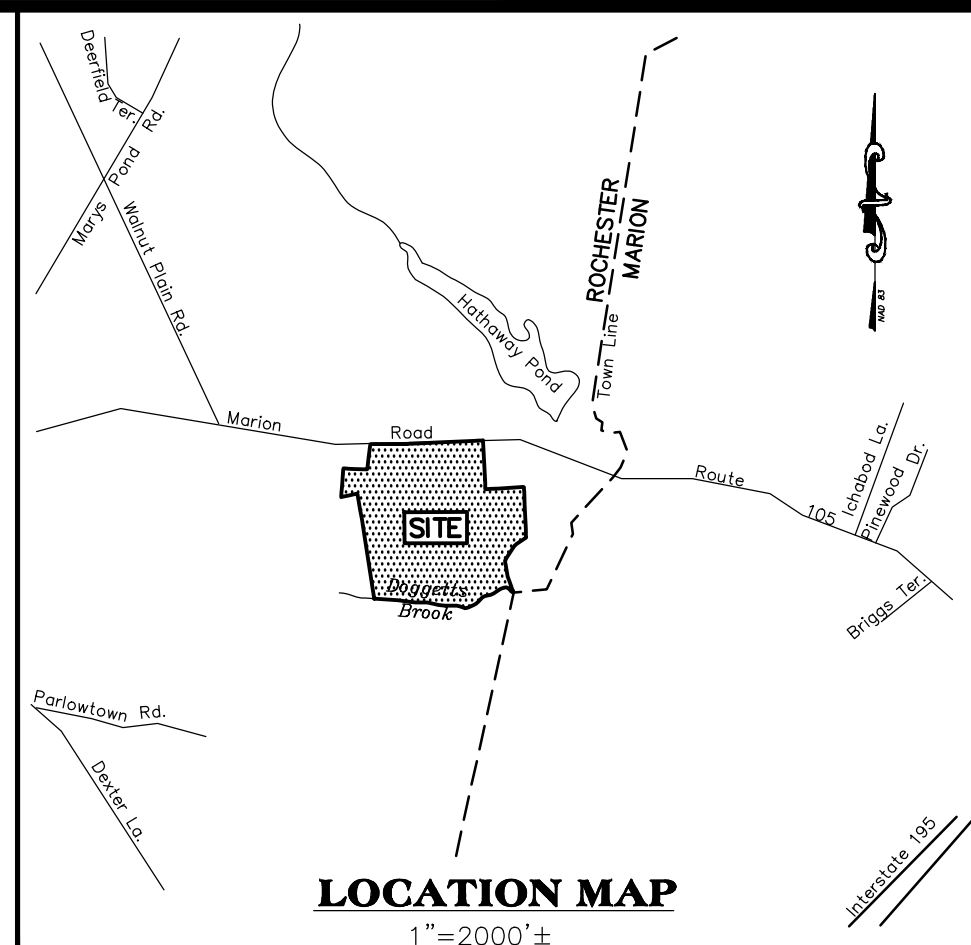 Deerfield
Ter.
Marys Pond Rd.
Walnut Plain Rd.
ROCHESTER
MARION
Town Line
Hathaway Pond
NAD 83
Marion
Road
Route
105
Ichabod La.
Pinewood Dr.
SITE
Doggetts
Brook
Briggs Ter.
Parlowtown Rd.
Dexter La.
Interstate 195
LOCATION MAP
1"=2000'±